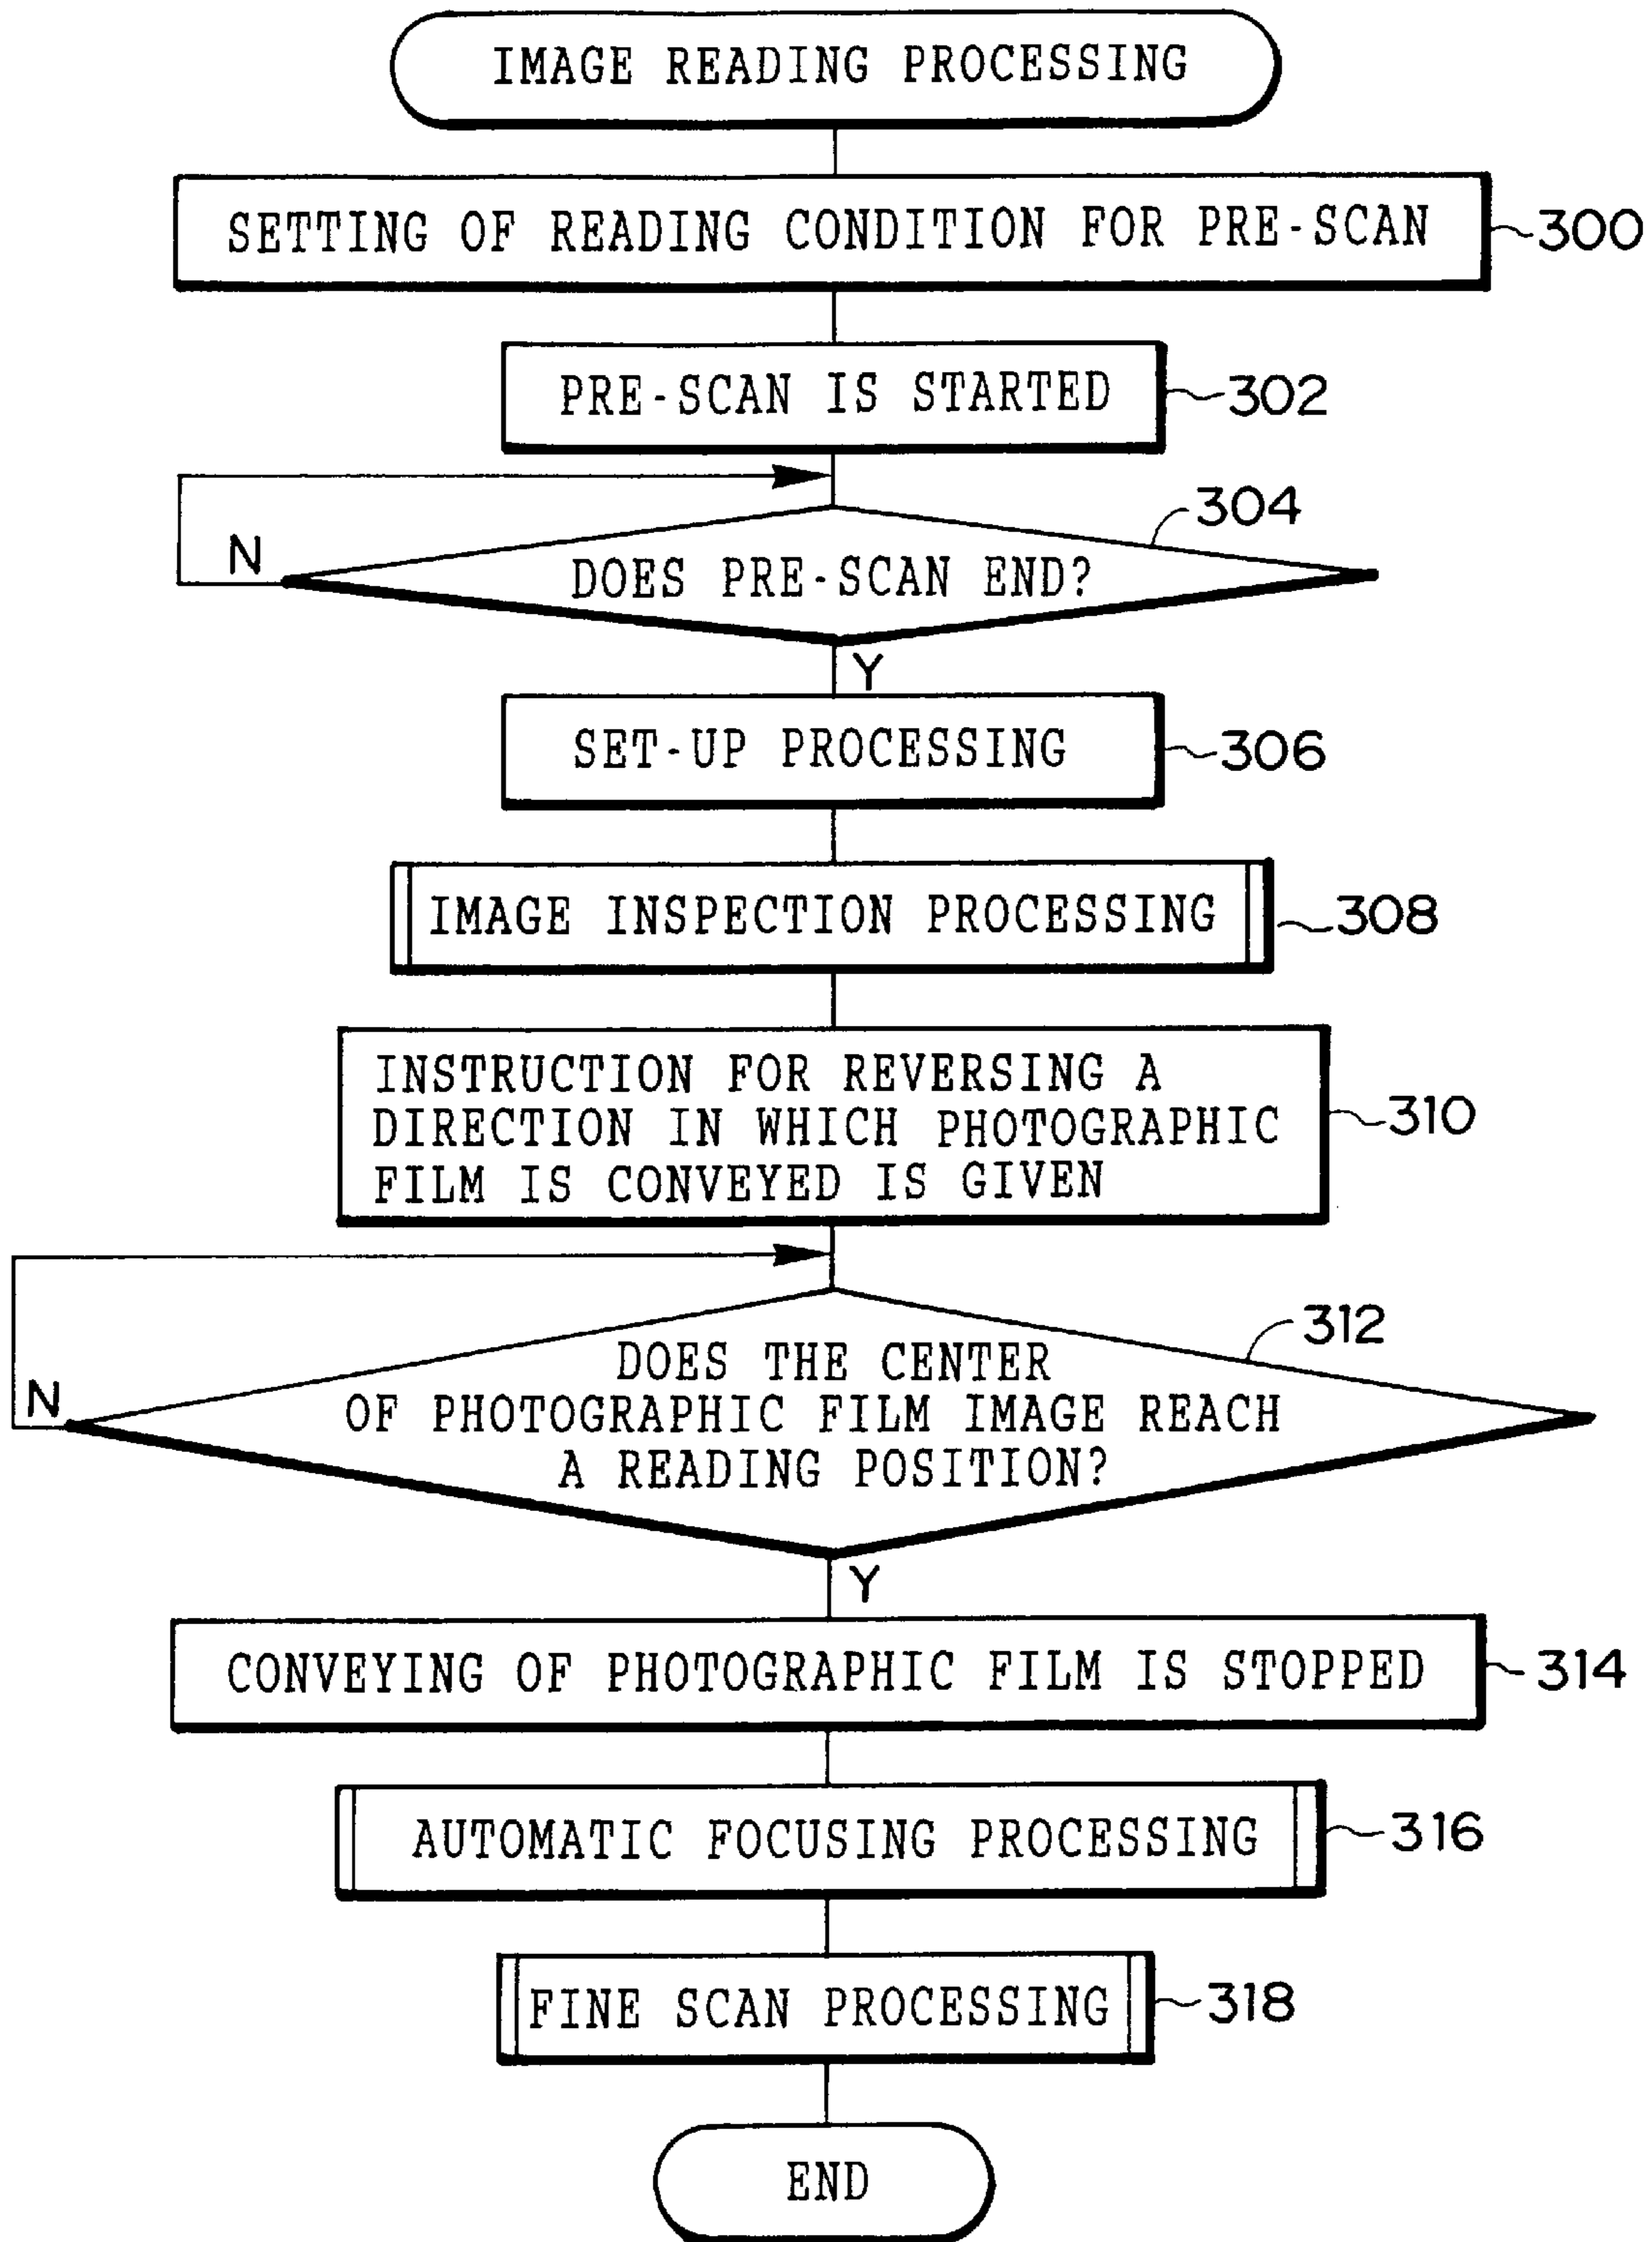 IMAGE READING PROCESSING
SETTING OF READING CONDITION FOR PRE-SCAN
300
PRE-SCAN IS STARTED
302
304
N
DOES PRE-SCAN END?
Y
SET-UP PROCESSING
306
IMAGE INSPECTION PROCESSING
308
INSTRUCTION FOR REVERSING A
DIRECTION IN WHICH PHOTOGRAPHIC
FILM IS CONVEYED IS GIVEN
310
312
DOES THE CENTER
N
OF PHOTOGRAPHIC FILM IMAGE REACH
A READING POSITION?
Y
CONVEYING OF PHOTOGRAPHIC FILM IS STOPPED
314
AUTOMATIC FOCUSING PROCESSING
316
FINE SCAN PROCESSING
318
END